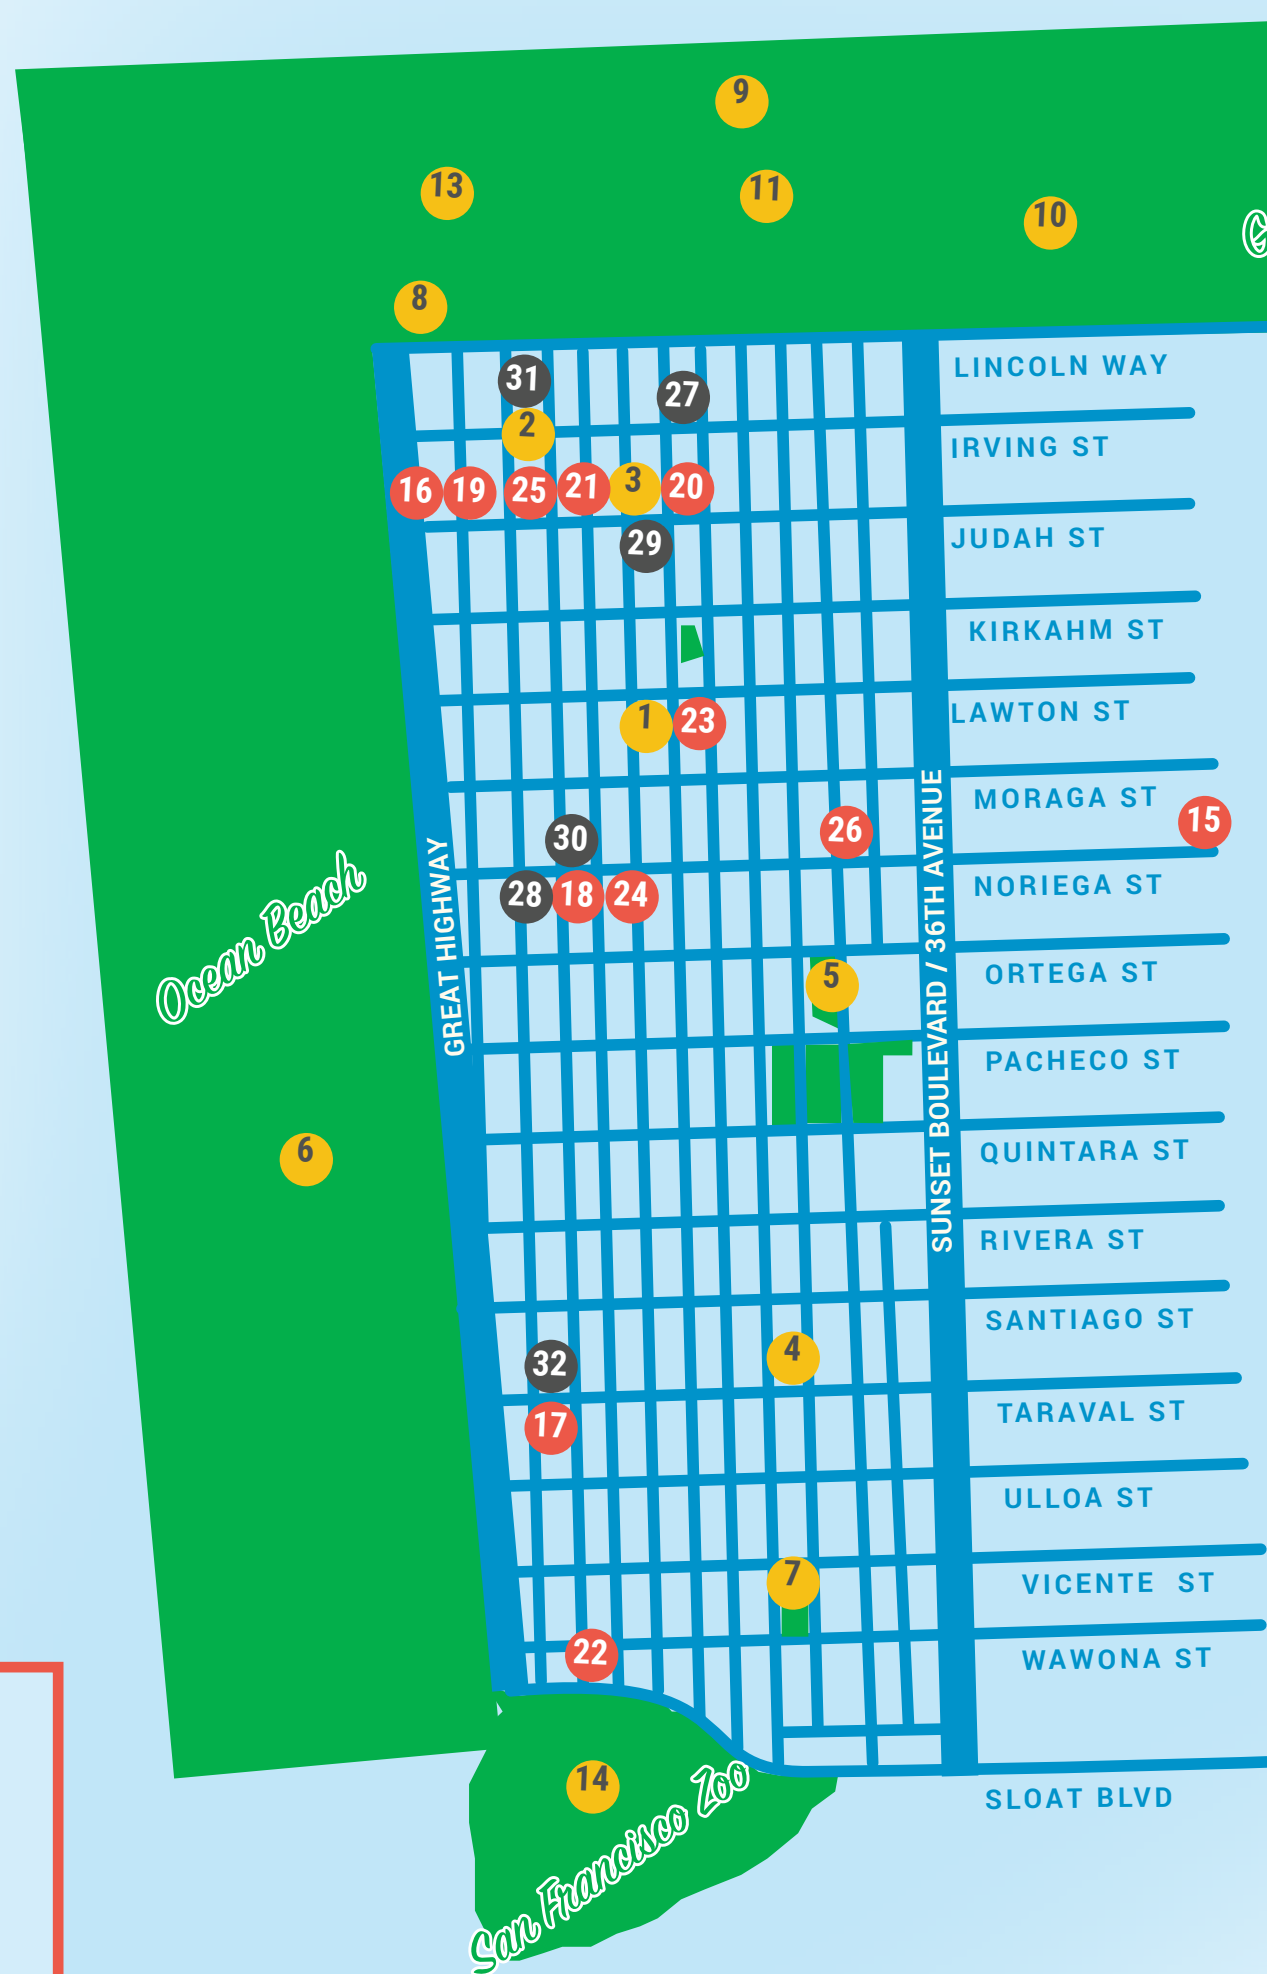 9
13
11
10
8
LINCOLN WAY
31
27
2
IRVING ST
16
19
25
21
3
20
JUDAH ST
29
KIRKAHM ST
LAWTON ST
1
23
MORAGA ST
30
26
15
NORIEGA ST
28
18
24
Ocean Beach
GREAT HIGHWAY
SUNSET BOULEVARD / 36TH AVENUE
ORTEGA ST
5
PACHECO ST
6
QUINTARA ST
RIVERA ST
SANTIAGO ST
32
4
TARAVAL ST
17
ULLOA ST
7
VICENTE ST
22
WAWONA ST
14
SLOAT BLVD
San Francisco Zoo